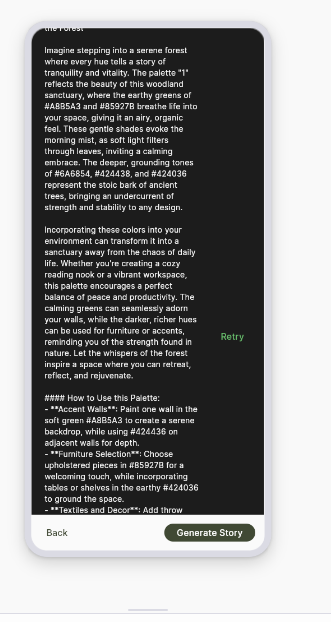 the Forest
Imagine stepping into a serene forest
where every hue tells a story of
tranquility and vitality. The palette "1"
reflects the beauty of this woodland
sanctuary, where the earthy greens of
#A8B5A3 and #85927B breathe life into
your space, giving it an airy, organic
feel. These gentle shades evoke the
morning mist, as soft light filters
through leaves, inviting a calming
embrace. The deeper, grounding tones
of #6A6854, #424438, and #424036
represent the stoic bark of ancient
trees, bringing an undercurrent of
strength and stability to any design.
Incorporating these colors into your
environment can transform it into a
sanctuary away from the chaos of daily
life. Whether you're creating a cozy
reading nook or a vibrant workspace,
this palette encourages a perfect
balance of peace and productivity. The
calming greens can seamlessly adorn
your walls, while the darker, richer hues
can be used for furniture or accents,
reminding you of the strength found in
nature. Let the whispers of the forest
inspire a space where you can retreat,
reflect, and rejuvenate.
Retry
#### How to Use this Palette:
- **Accent Walls**: Paint one wall in the
soft green #A8B5A3 to create a serene
backdrop, while using #424436 on
adjacent walls for depth.
- **Furniture Selection**: Choose
upholstered pieces in #85927B for a
welcoming touch, while incorporating
tables or shelves in the earthy #424036
to ground the space.
- **Textiles and Decor**: Add throw
Back
Generate Story